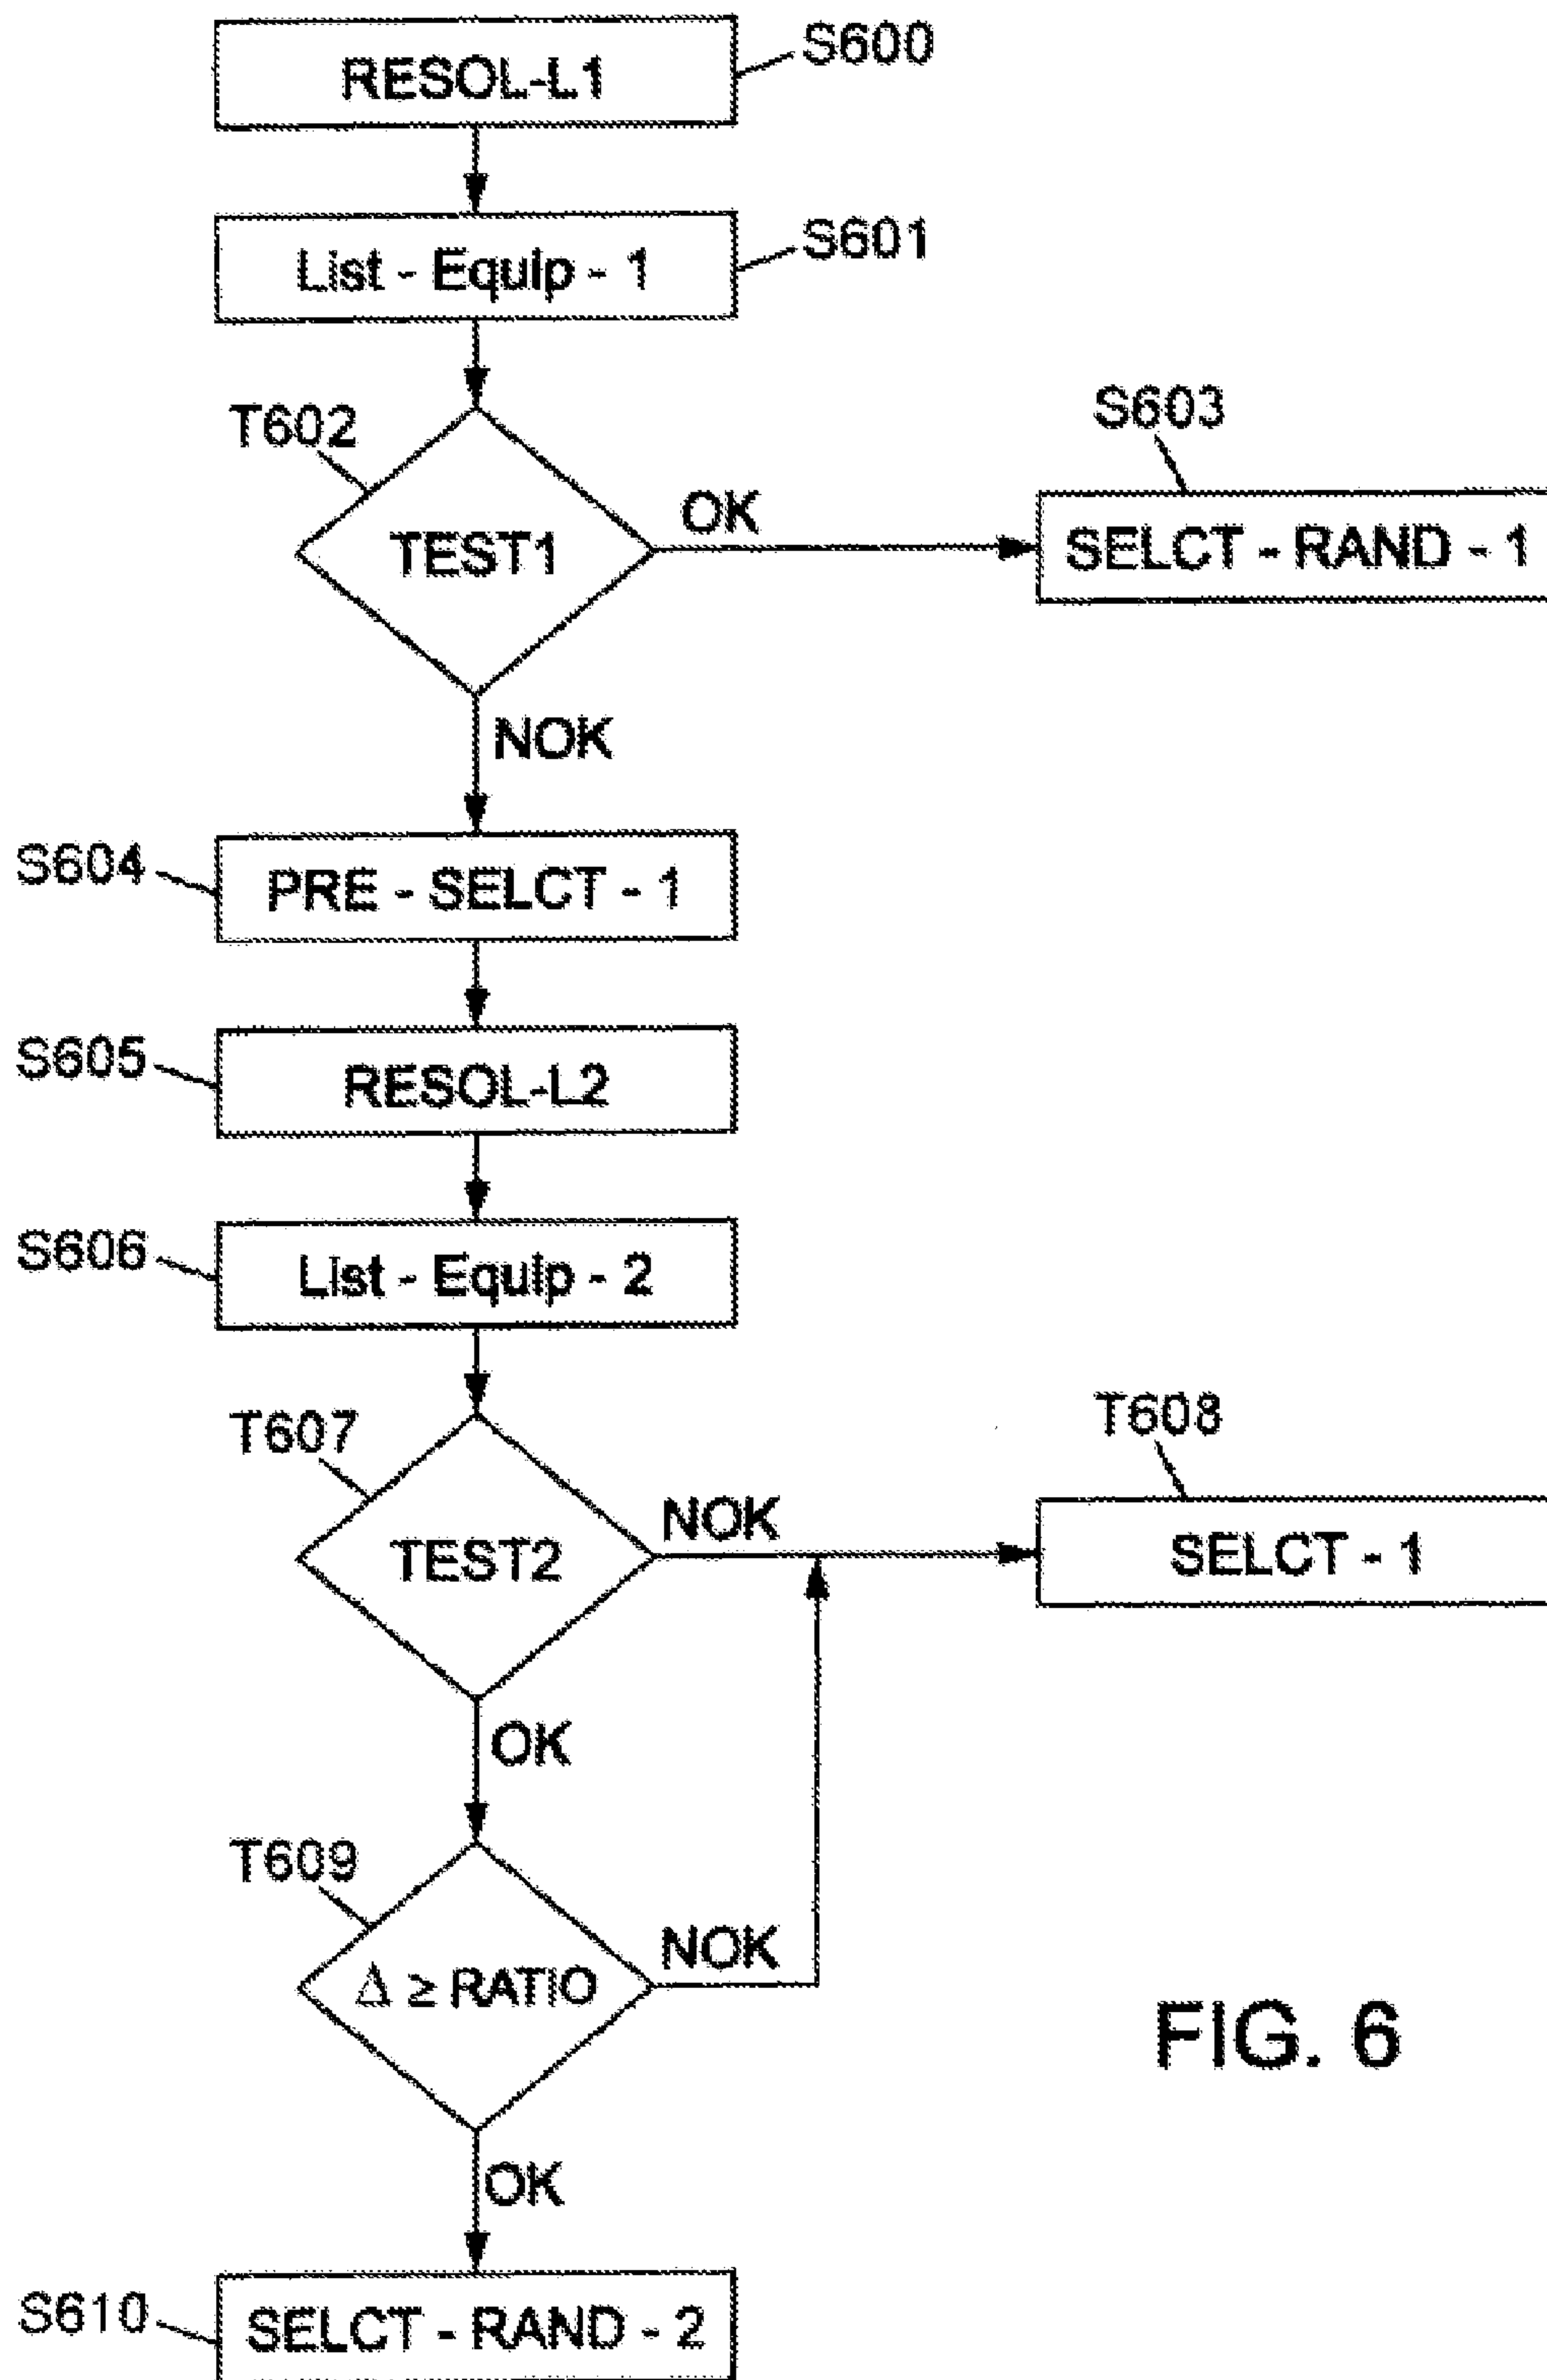 RESOL-L1
S600
List - Equip - 1
S601
T602
TEST1
OK
S603
SELCT - RAND - 1
NOK
S604
PRE - SELCT - 1
S605
RESOL-L2
S606
List - Equip - 2
T607
TEST2
NOK
T608
SELCT - 1
OK
T609
Δ ≥ RATIO
NOK
OK
S610
SELCT - RAND - 2
FIG. 6